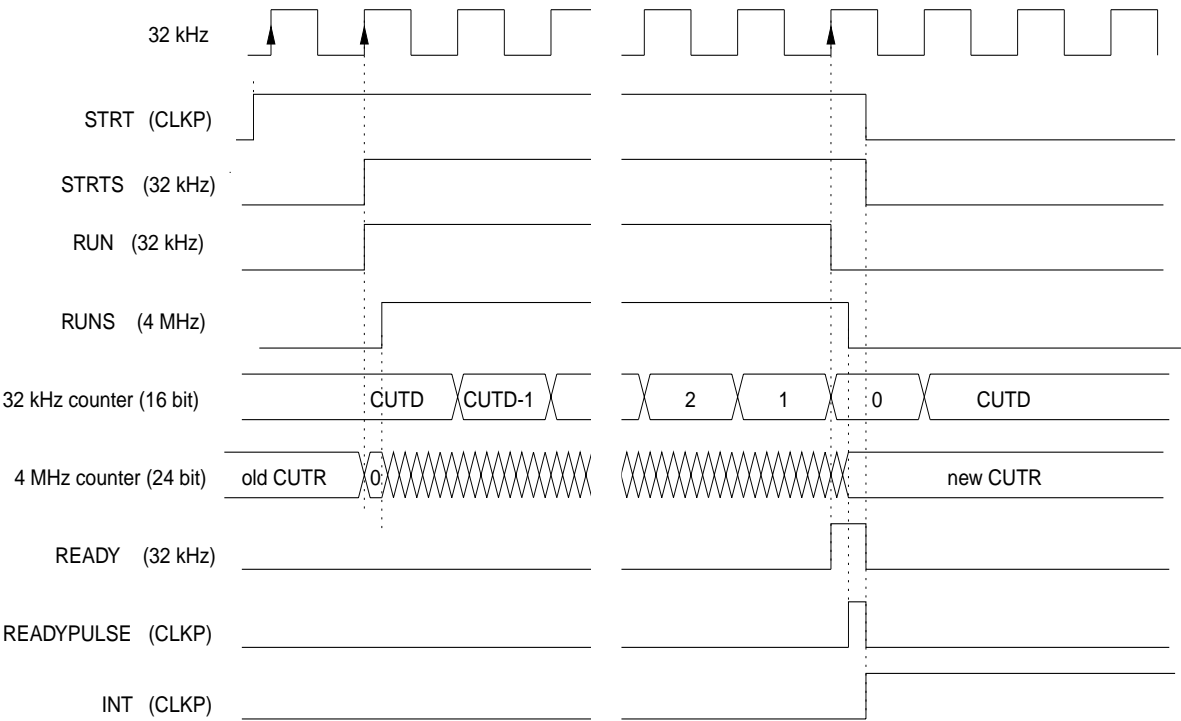 32 kHz
STRT (CLKP)
STRTS (32 kHz)
RUN (32 kHz)
RUNS (4 MHz)
32 kHz counter (16 bit) CUTD CUTD-1 2 1 0 CUTD
4 MHz counter (24 bit) old CUTR 0 new CUTR
READY (32 kHz)
READYPULSE (CLKP)
INT (CLKP)